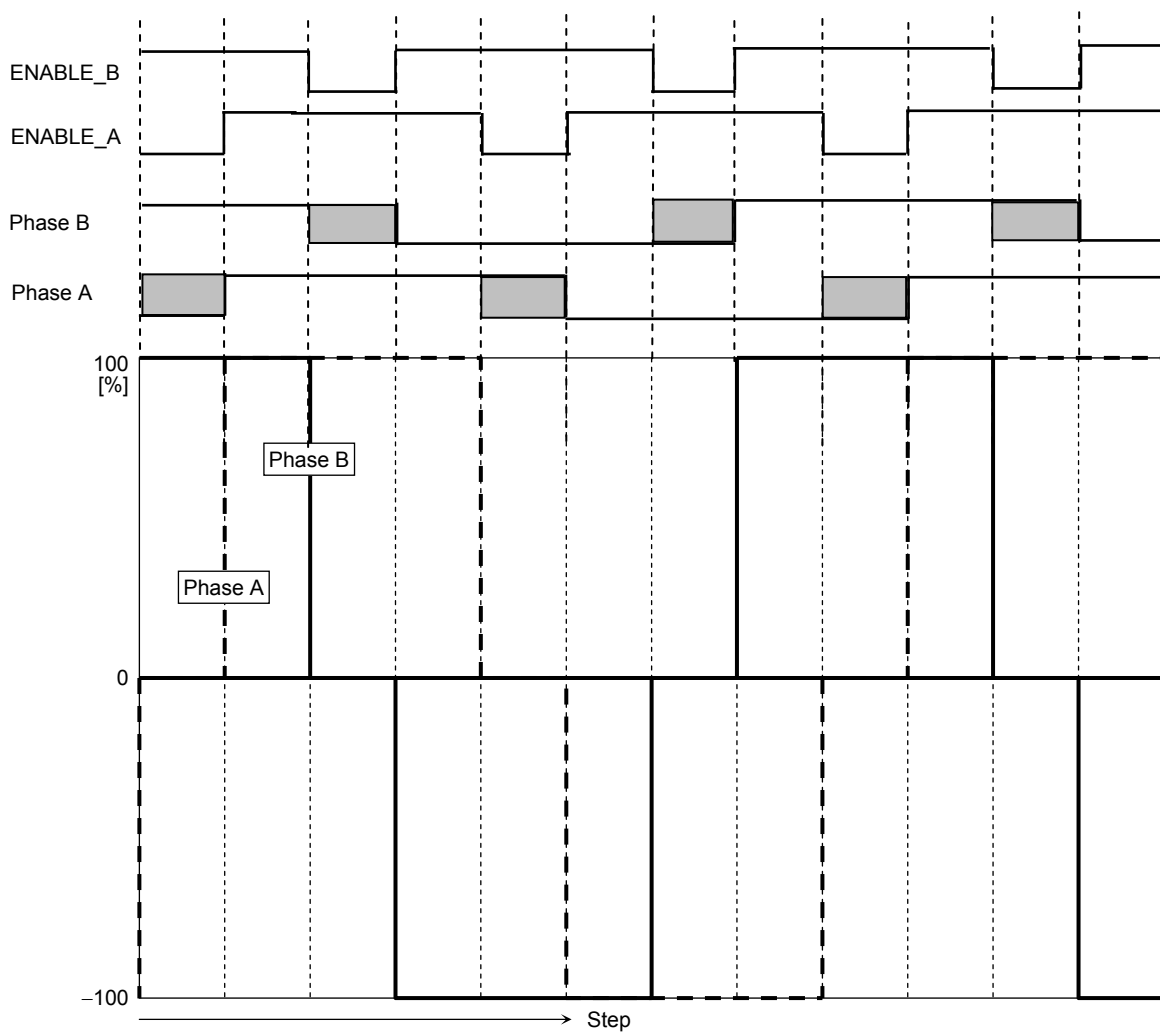 ENABLE_B
ENABLE_A
Phase B
Phase A
100
[%]
Phase B
Phase A
0
−100
Step